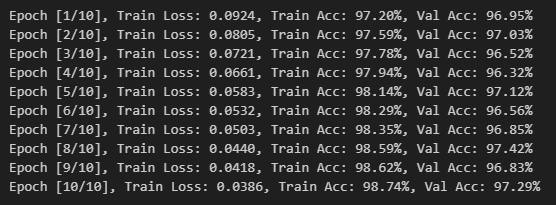 Epoch [1/10], Train Loss: 0.0924, Train Acc: 97.20%, Val Acc: 96.95%
Epoch [2/10], Train Loss: 0.0805, Train Acc: 97.59%, Val Acc: 97.03%
Epoch [3/10], Train Loss: 0.0721, Train Acc: 97.78%, Val Acc: 96.52%
Epoch [4/10], Train Loss: 0.0661, Train Acc: 97.94%, Val Acc: 96.32%
Epoch [5/10], Train Loss: 0.0583, Train Acc: 98.14%, Val Acc: 97.12%
Epoch [6/10], Train Loss: 0.0532, Train Acc: 98.29%, Val Acc: 96.56%
Epoch [7/10], Train Loss: 0.0503, Train Acc: 98.35%, Val Acc: 96.85%
Epoch [8/10], Train Loss: 0.0440, Train Acc: 98.59%, Val Acc: 97.42%
Epoch [9/10], Train Loss: 0.0418, Train Acc: 98.62%, Val Acc: 96.83%
Epoch [10/10], Train Loss: 0.0386, Train Acc: 98.74%, Val Acc: 97.29%